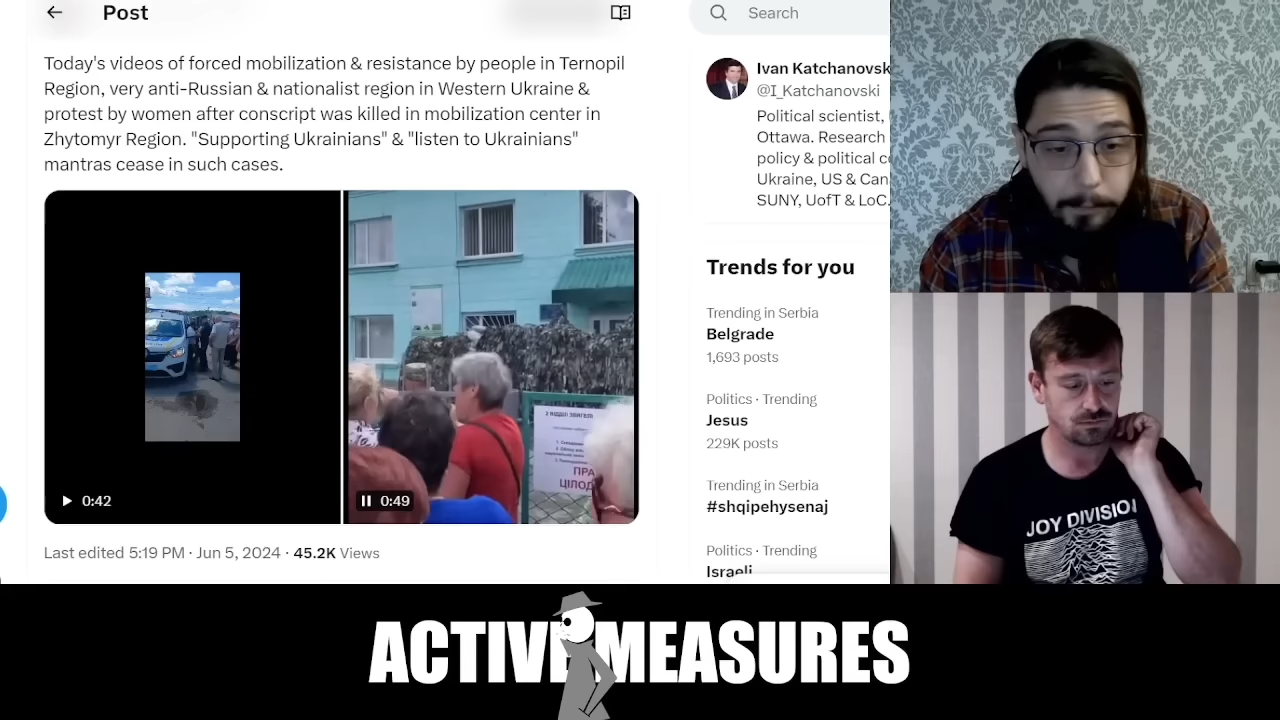 Post
Search
Today's videos of forced mobilization & resistance by people in Ternopil
Region, very anti-Russian & nationalist region in Western Ukraine &
protest by women after conscript was killed in mobilization center in
Zhytomyr Region. "Supporting Ukrainians" & "listen to Ukrainians"
mantras cease in such cases.
0:42
0:49
Last edited 5:19 PM · Jun 5, 2024 · 45.2K Views
Ivan Katchanovsk
@I_Katchanovski
Political scientist,
Ottawa. Research
policy & political c
Ukraine, US & Can
SUNY, UofT & LoC.
Trends for you
Trending in Serbia
Belgrade
1,693 posts
Politics · Trending
Jesus
229K posts
Trending in Serbia
#shqipehysenaj
Politics · Trending
Israeli
JOY DIVISION
ACTIVE MEASURES